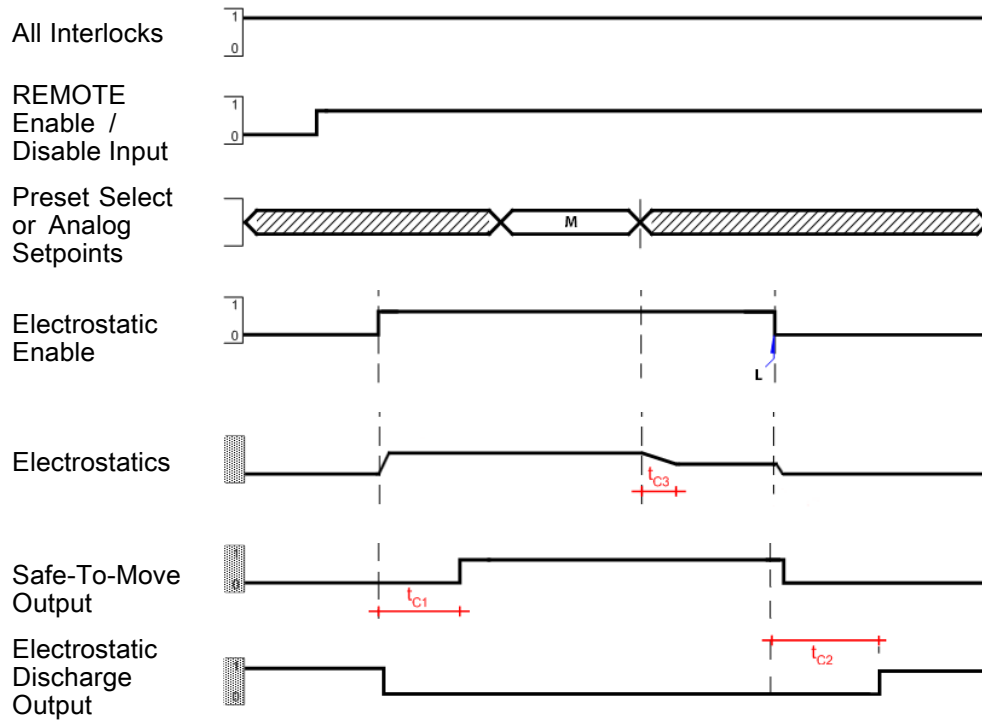 All Interlocks
1
0
REMOTE
Enable /
Disable Input
1
0
Preset Select
or Analog
Setpoints
M
Electrostatic
Enable
1
0
L
Electrostatics
tC3
Safe-To-Move
Output
1
0
tC1
Electrostatic
Discharge
Output
1
0
tC2